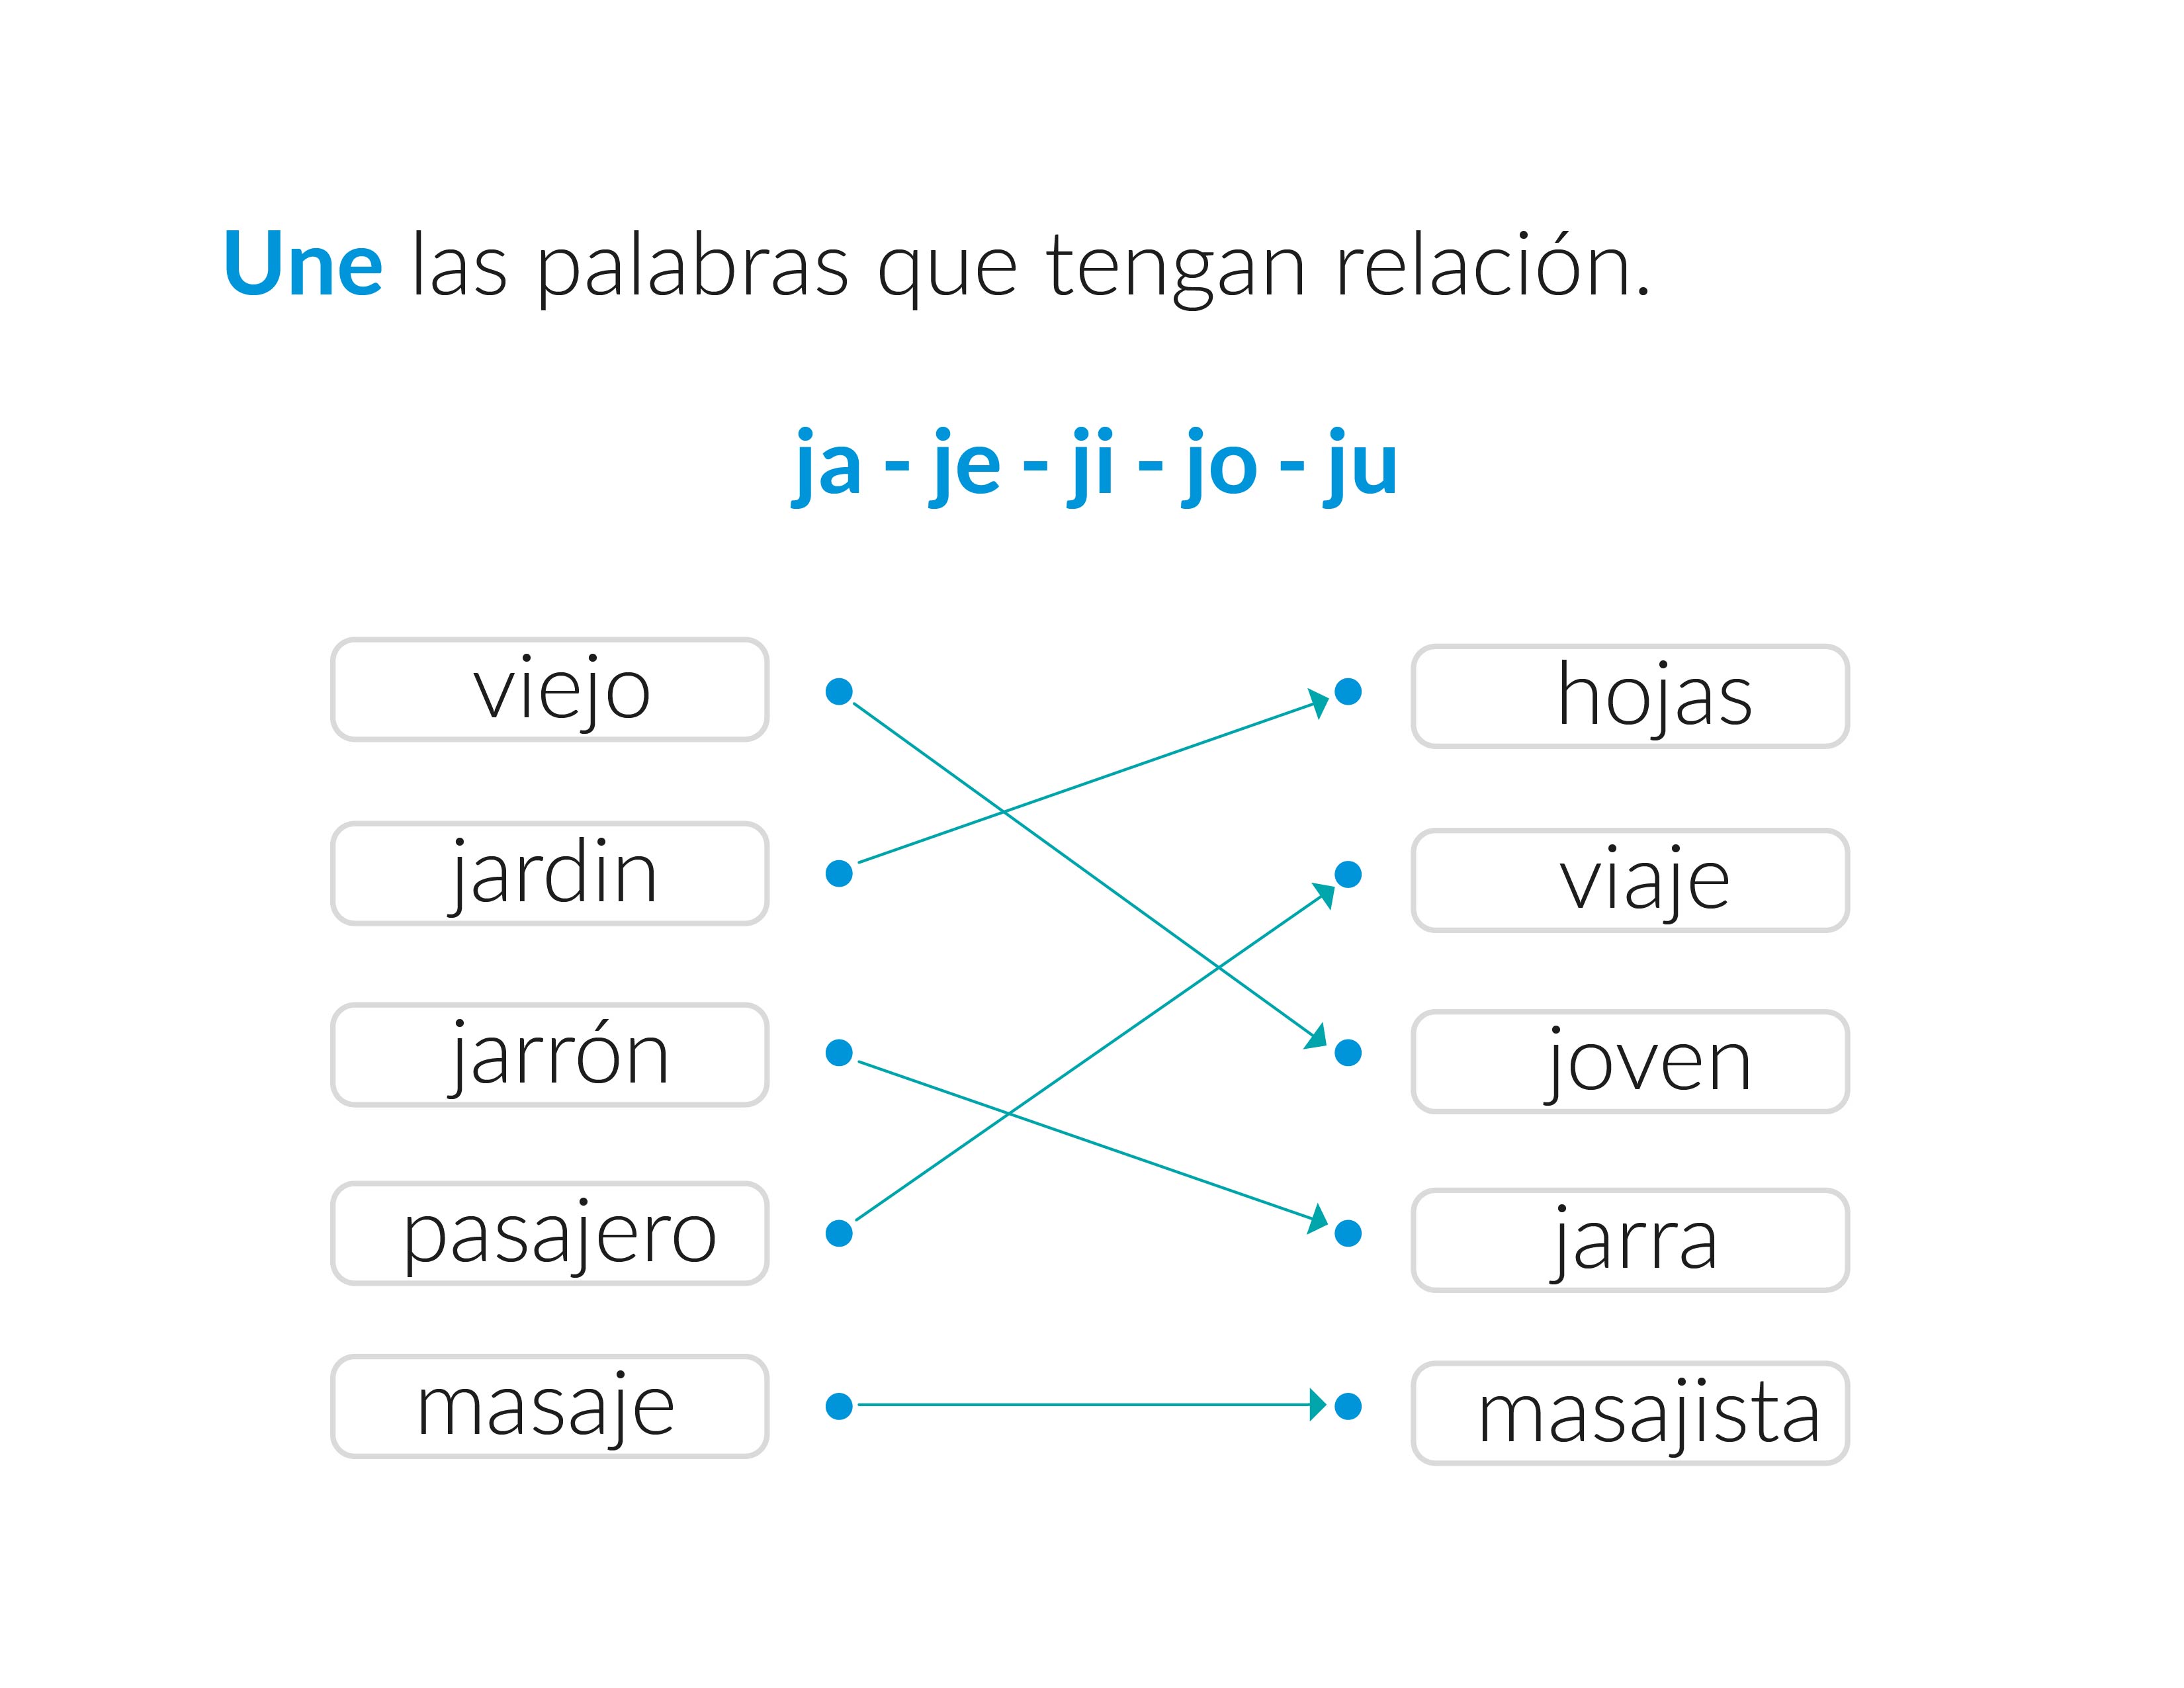 Une las palabras que tengan relación.
ja - je - ji - jo - ju
viejo
hojas
jardin
viaje
jarrón
joven
pasajero
jarra
masaje
masajista